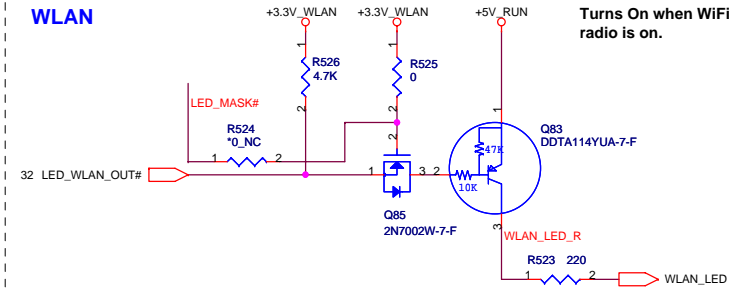 WLAN
+3.3V_WLAN
+3.3V_WLAN
+5V_RUN
Turns On when WiFi
radio is on.
1
1
1
R526
4.7K
R525
0
LED_MASK#
2
2
R524
*0_NC
1
2
2
Q83
DDTA114YUA-7-F
47K
10K
32 LED_WLAN_OUT#
1
3
2
Q85
2N7002W-7-F
3
WLAN_LED_R
R523 220
1
2
WLAN_LED